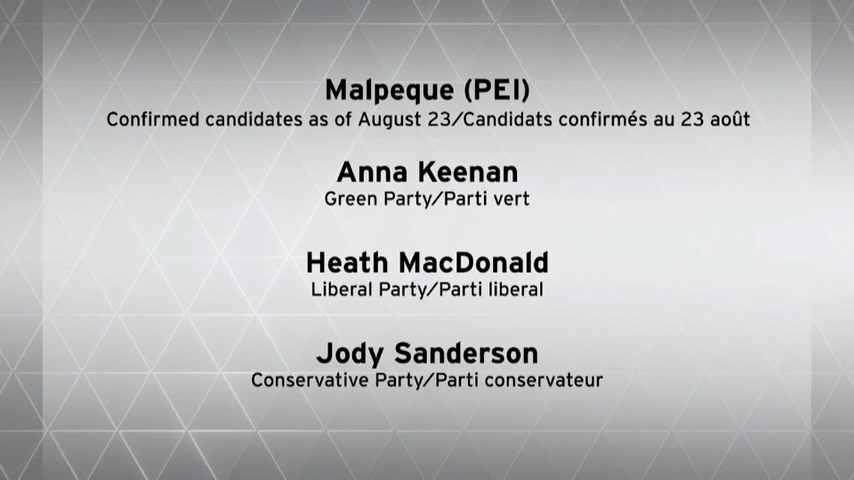 Malpeque (PEI)
Confirmed candidates as of August 23/Candidats confirmés au 23 août
Anna Keenan
Green Party/Parti vert
Heath MacDonald
Liberal Party/Parti liberal
Jody Sanderson
Conservative Party/Parti conservateur